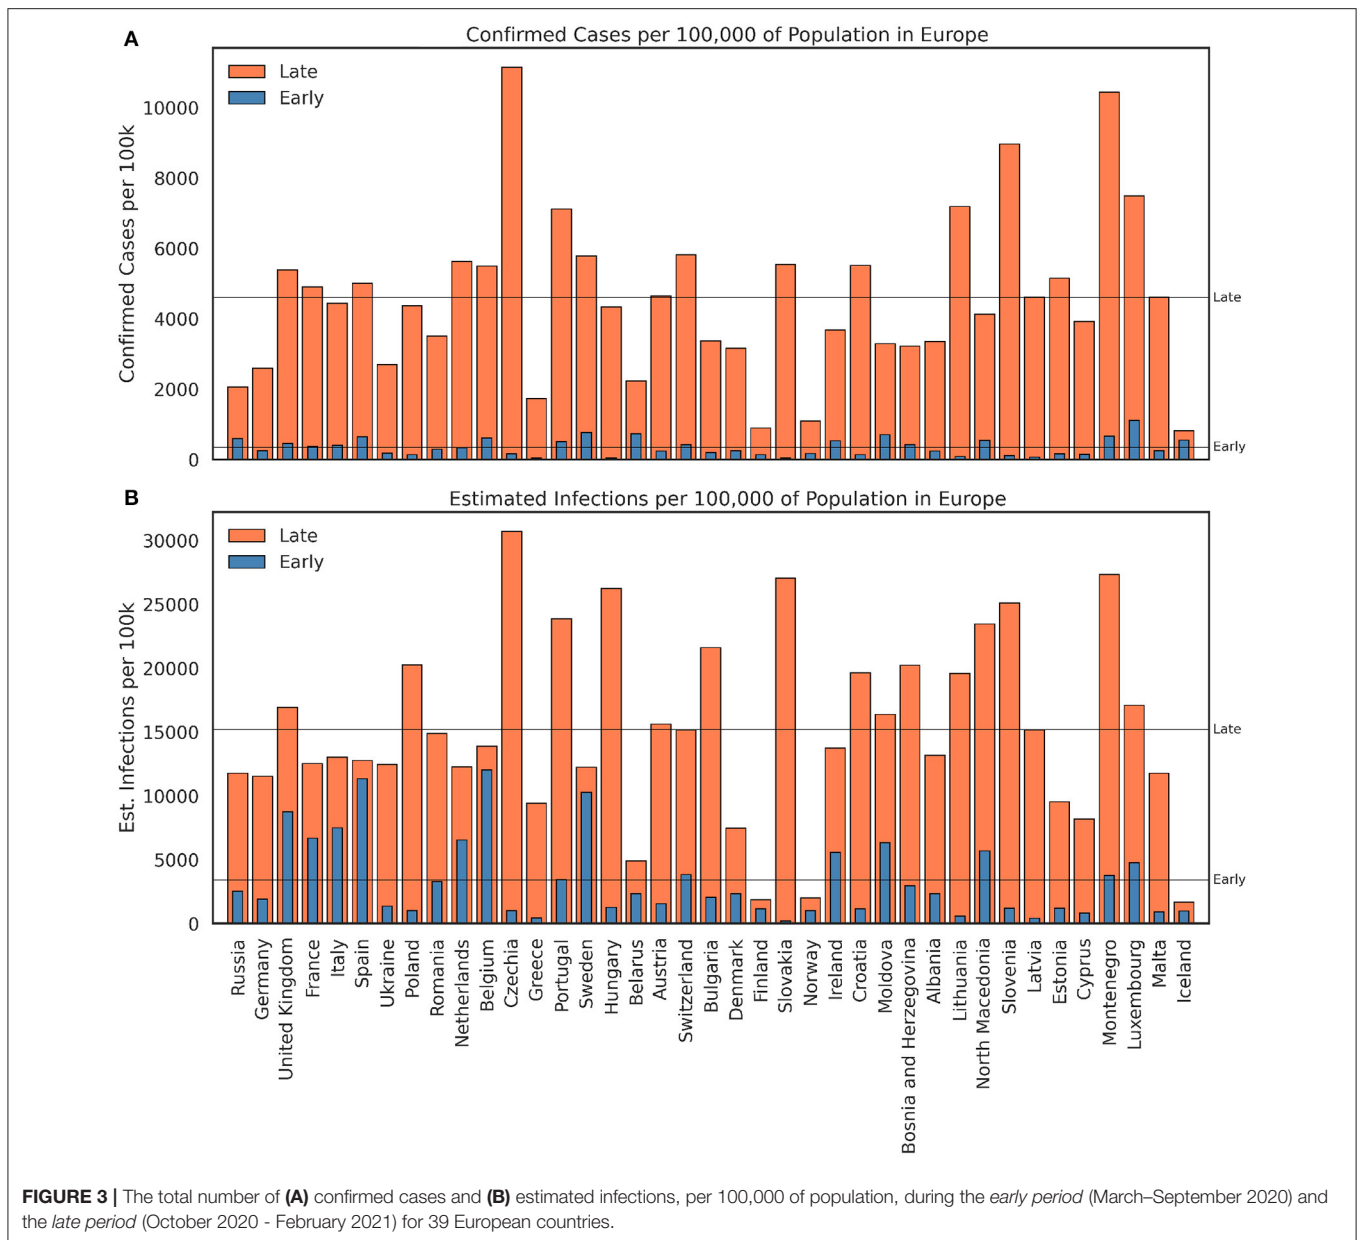 A
Confirmed Cases per 100,000 of Population in Europe
Late
Early
Confirmed Cases per 100k
10000
8000
6000
4000
2000
0
Late
Early
B
Estimated Infections per 100,000 of Population in Europe
Late
Early
Est. Infections per 100k
30000
25000
20000
15000
10000
5000
0
Late
Early
Russia
Germany
United Kingdom
France
Italy
Spain
Ukraine
Poland
Romania
Netherlands
Belgium
Czechia
Greece
Portugal
Sweden
Hungary
Belarus
Austria
Switzerland
Bulgaria
Denmark
Finland
Slovakia
Norway
Ireland
Croatia
Moldova
Bosnia and Herzegovina
Albania
Lithuania
North Macedonia
Slovenia
Latvia
Estonia
Cyprus
Montenegro
Luxembourg
Malta
Iceland
FIGURE 3 | The total number of (A) confirmed cases and (B) estimated infections, per 100,000 of population, during the early period (March–September 2020) and
the late period (October 2020 - February 2021) for 39 European countries.